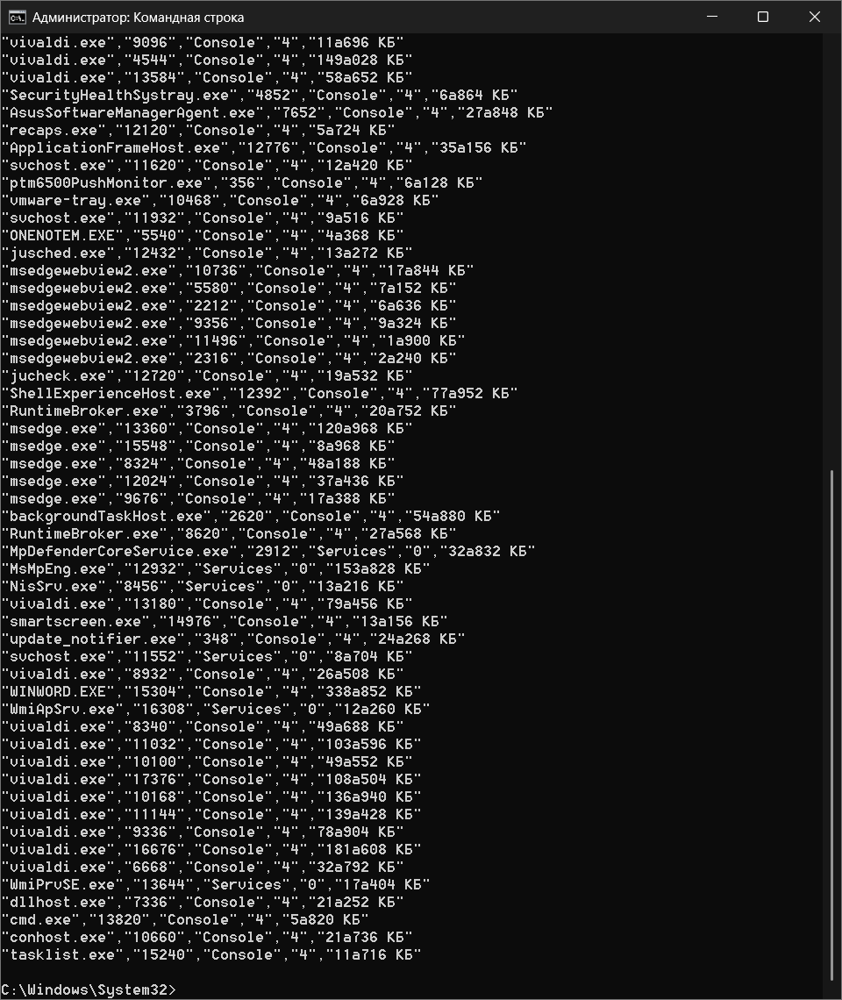 Администратор: Командная строка
"vivaldi.exe","9096","Console","4","11a696 КБ"
"vivaldi.exe","4544","Console","4","149a028 КБ"
"vivaldi.exe","13584","Console","4","58a652 КБ"
"SecurityHealthSystray.exe","4852","Console","4","6a864 КБ"
"AsusSoftwareManagerAgent.exe","7652","Console","4","27a848 КБ"
"recaps.exe","12120","Console","4","5a724 КБ"
"ApplicationFrameHost.exe","12776","Console","4","35a156 КБ"
"svchost.exe","11620","Console","4","12a420 КБ"
"ptm6500PushMonitor.exe","356","Console","4","6a128 КБ"
"vmware-tray.exe","10468","Console","4","6a928 КБ"
"svchost.exe","11932","Console","4","9a516 КБ"
"ONENOTEM.EXE","5540","Console","4","4a368 КБ"
"jusched.exe","12432","Console","4","13a272 КБ"
"msedgewebview2.exe","10736","Console","4","17a844 КБ"
"msedgewebview2.exe","5580","Console","4","7a152 КБ"
"msedgewebview2.exe","2212","Console","4","6a636 КБ"
"msedgewebview2.exe","9356","Console","4","9a324 КБ"
"msedgewebview2.exe","11496","Console","4","1a900 КБ"
"msedgewebview2.exe","2316","Console","4","2a240 КБ"
"jucheck.exe","12720","Console","4","19a532 КБ"
"ShellExperienceHost.exe","12392","Console","4","77a952 КБ"
"RuntimeBroker.exe","3796","Console","4","20a752 КБ"
"msedge.exe","13360","Console","4","120a968 КБ"
"msedge.exe","15548","Console","4","8a968 КБ"
"msedge.exe","8324","Console","4","48a188 КБ"
"msedge.exe","12024","Console","4","37a436 КБ"
"msedge.exe","9676","Console","4","17a388 КБ"
"backgroundTaskHost.exe","2620","Console","4","54a880 КБ"
"RuntimeBroker.exe","8620","Console","4","27a568 КБ"
"MpDefenderCoreService.exe","2912","Services","0","32a832 КБ"
"MsMpEng.exe","12932","Services","0","153a828 КБ"
"NisSrv.exe","8456","Services","0","13a216 КБ"
"vivaldi.exe","13180","Console","4","79a456 КБ"
"smartscreen.exe","14976","Console","4","13a156 КБ"
"update_notifier.exe","348","Console","4","24a268 КБ"
"svchost.exe","11552","Services","0","8a704 КБ"
"vivaldi.exe","8932","Console","4","26a508 КБ"
"WINWORD.EXE","15304","Console","4","338a852 КБ"
"WmiApSrv.exe","16308","Services","0","12a260 КБ"
"vivaldi.exe","8340","Console","4","49a688 КБ"
"vivaldi.exe","11032","Console","4","103a596 КБ"
"vivaldi.exe","10100","Console","4","49a552 КБ"
"vivaldi.exe","17376","Console","4","108a504 КБ"
"vivaldi.exe","10168","Console","4","136a940 КБ"
"vivaldi.exe","11144","Console","4","139a428 КБ"
"vivaldi.exe","9336","Console","4","78a904 КБ"
"vivaldi.exe","16676","Console","4","181a608 КБ"
"vivaldi.exe","6668","Console","4","32a792 КБ"
"WmiPrvSE.exe","13644","Services","0","17a404 КБ"
"dllhost.exe","7336","Console","4","21a252 КБ"
"cmd.exe","13820","Console","4","5a820 КБ"
"conhost.exe","10660","Console","4","21a736 КБ"
"tasklist.exe","15240","Console","4","11a716 КБ"
C:\Windows\System32>